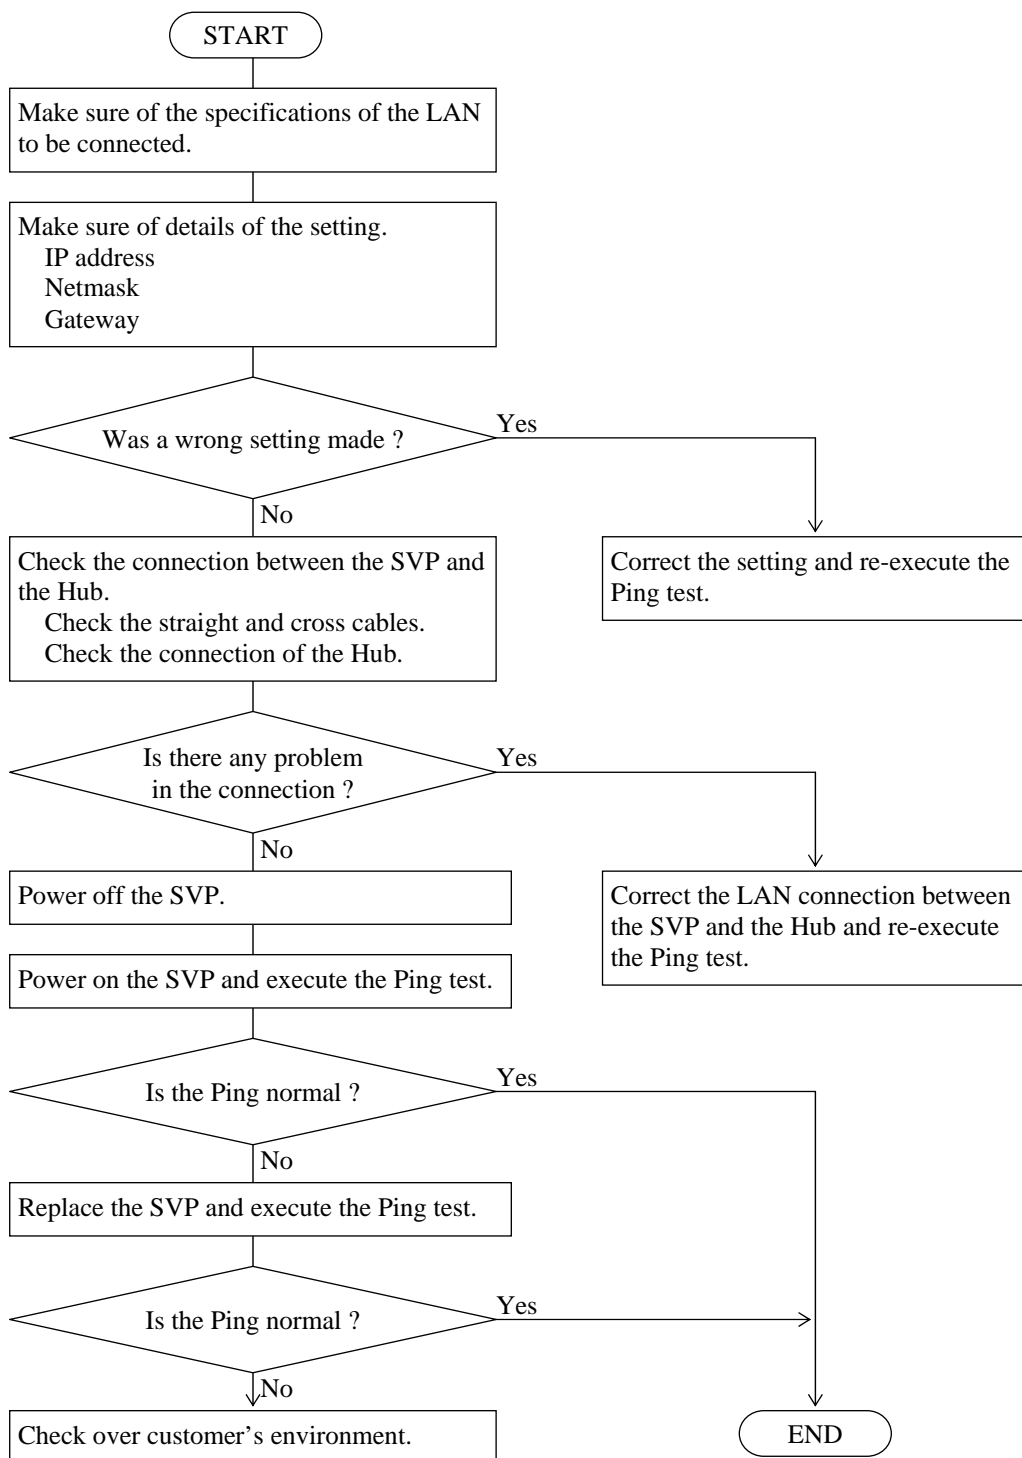 START
Make sure of the specifications of the LAN
to be connected.
Make sure of details of the setting.
IP address
Netmask
Gateway
Was a wrong setting made ?
Yes
No
Check the connection between the SVP and
the Hub.
Check the straight and cross cables.
Check the connection of the Hub.
Correct the setting and re-execute the
Ping test.
Is there any problem
in the connection ?
Yes
No
Power off the SVP.
Correct the LAN connection between
the SVP and the Hub and re-execute
the Ping test.
Power on the SVP and execute the Ping test.
Is the Ping normal ?
Yes
No
Replace the SVP and execute the Ping test.
Is the Ping normal ?
Yes
No
Check over customer’s environment.
END